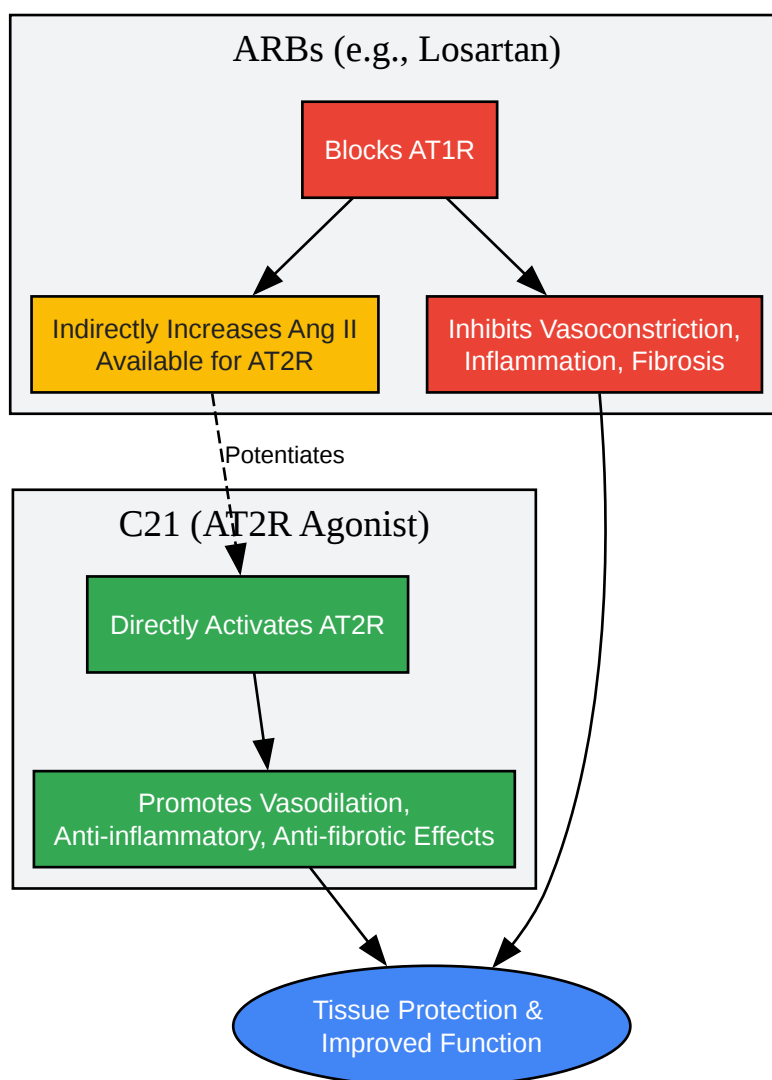 ARBs (e.g., Losartan)
Blocks AT1R
Indirectly Increases Ang II
Available for AT2R
Inhibits Vasoconstriction,
Inflammation, Fibrosis
Potentiates
C21 (AT2R Agonist)
Directly Activates AT2R
Promotes Vasodilation,
Anti-inflammatory, Anti-fibrotic Effects
Tissue Protection &
Improved Function